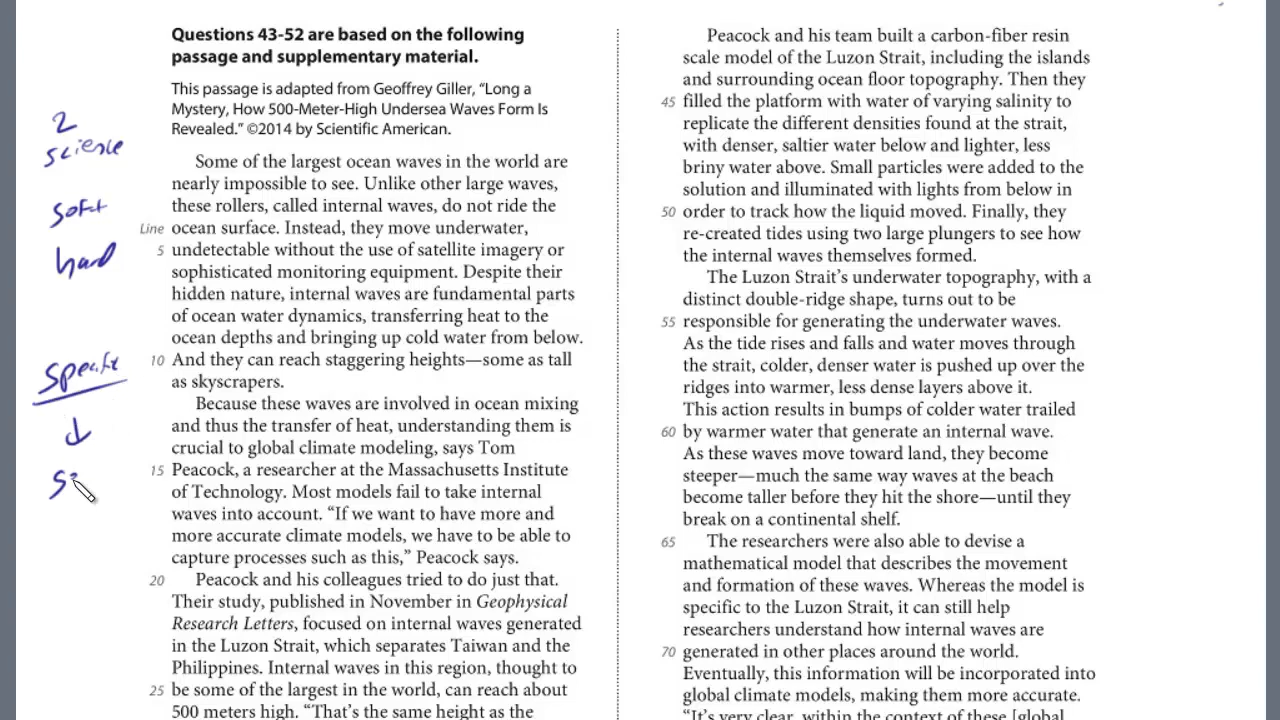 2
science
soft
hard
Questions 43-52 are based on the following
passage and supplementary material.
This passage is adapted from Geoffrey Giller, “Long a
Mystery, How 500-Meter-High Undersea Waves Form Is
Revealed.” ©2014 by Scientific American.
Some of the largest ocean waves in the world are
nearly impossible to see. Unlike other large waves,
these rollers, called internal waves, do not ride the
Line ocean surface. Instead, they move underwater,
5 undetectable without the use of satellite imagery or
sophisticated monitoring equipment. Despite their
hidden nature, internal waves are fundamental parts
of ocean water dynamics, transferring heat to the
ocean depths and bringing up cold water from below.
10 And they can reach staggering heights—some as tall
as skyscrapers.
Because these waves are involved in ocean mixing
and thus the transfer of heat, understanding them is
crucial to global climate modeling, says Tom
15 Peacock, a researcher at the Massachusetts Institute
of Technology. Most models fail to take internal
waves into account. “If we want to have more and
more accurate climate models, we have to be able to
capture processes such as this,” Peacock says.
20 Peacock and his colleagues tried to do just that.
Their study, published in November in Geophysical
Research Letters, focused on internal waves generated
in the Luzon Strait, which separates Taiwan and the
Philippines. Internal waves in this region, thought to
25 be some of the largest in the world, can reach about
500 meters high. “That’s the same height as the
Peacock and his team built a carbon-fiber resin
scale model of the Luzon Strait, including the islands
and surrounding ocean floor topography. Then they
45 filled the platform with water of varying salinity to
replicate the different densities found at the strait,
with denser, saltier water below and lighter, less
briny water above. Small particles were added to the
solution and illuminated with lights from below in
50 order to track how the liquid moved. Finally, they
re-created tides using two large plungers to see how
the internal waves themselves formed.
The Luzon Strait’s underwater topography, with a
distinct double-ridge shape, turns out to be
55 responsible for generating the underwater waves.
As the tide rises and falls and water moves through
the strait, colder, denser water is pushed up over the
ridges into warmer, less dense layers above it.
This action results in bumps of colder water trailed
60 by warmer water that generate an internal wave.
As these waves move toward land, they become
steeper—much the same way waves at the beach
become taller before they hit the shore—until they
break on a continental shelf.
65 The researchers were also able to devise a
mathematical model that describes the movement
and formation of these waves. Whereas the model is
specific to the Luzon Strait, it can still help
researchers understand how internal waves are
70 generated in other places around the world.
Eventually, this information will be incorporated into
global climate models, making them more accurate.
“It’s very clear, within the context of these [global